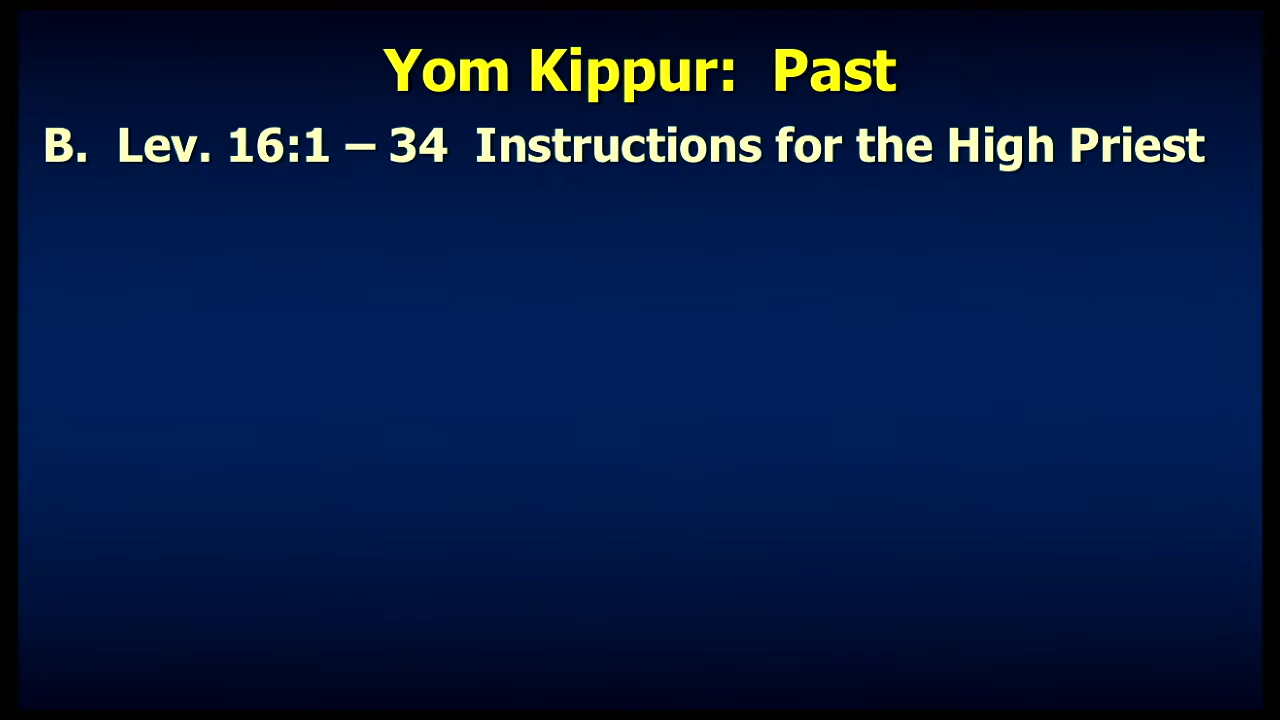 Yom Kippur:  Past
B.  Lev. 16:1 – 34  Instructions for the High Priest